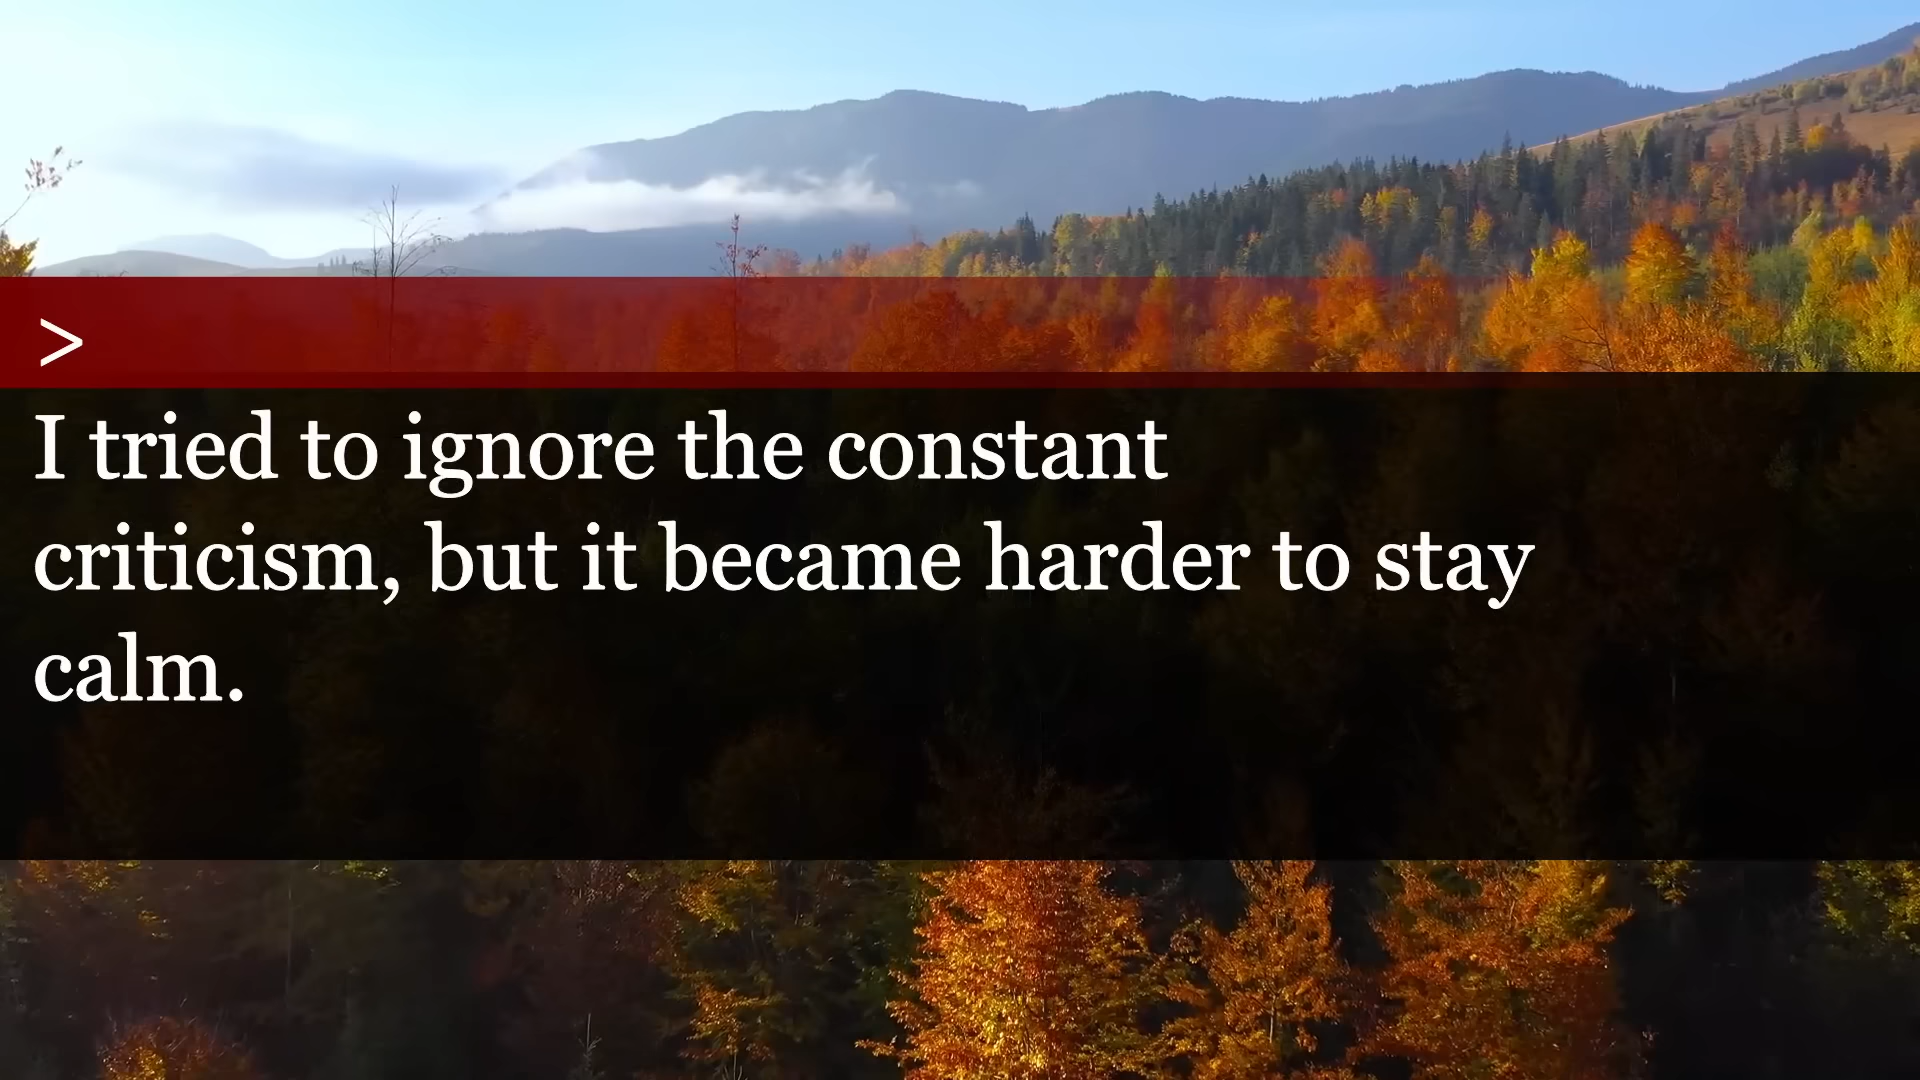 >
I tried to ignore the constant
criticism, but it became harder to stay
calm.